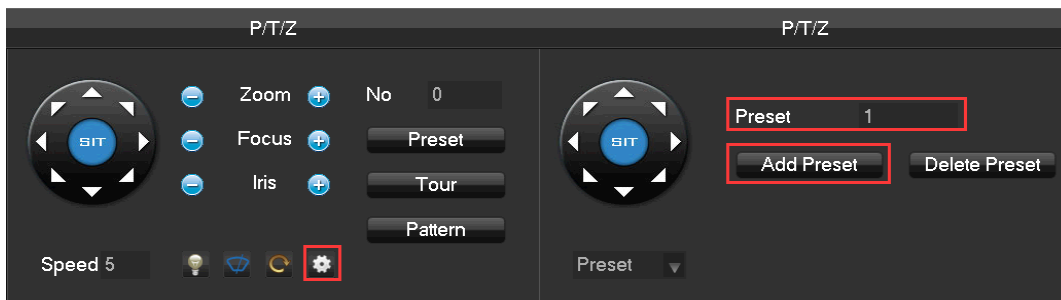 P/T/Z
Zoom
No 0
SIT
Focus
Preset
Iris
Tour
Pattern
Speed 5
P/T/Z
Preset 1
SIT
Add Preset
Delete Preset
Preset